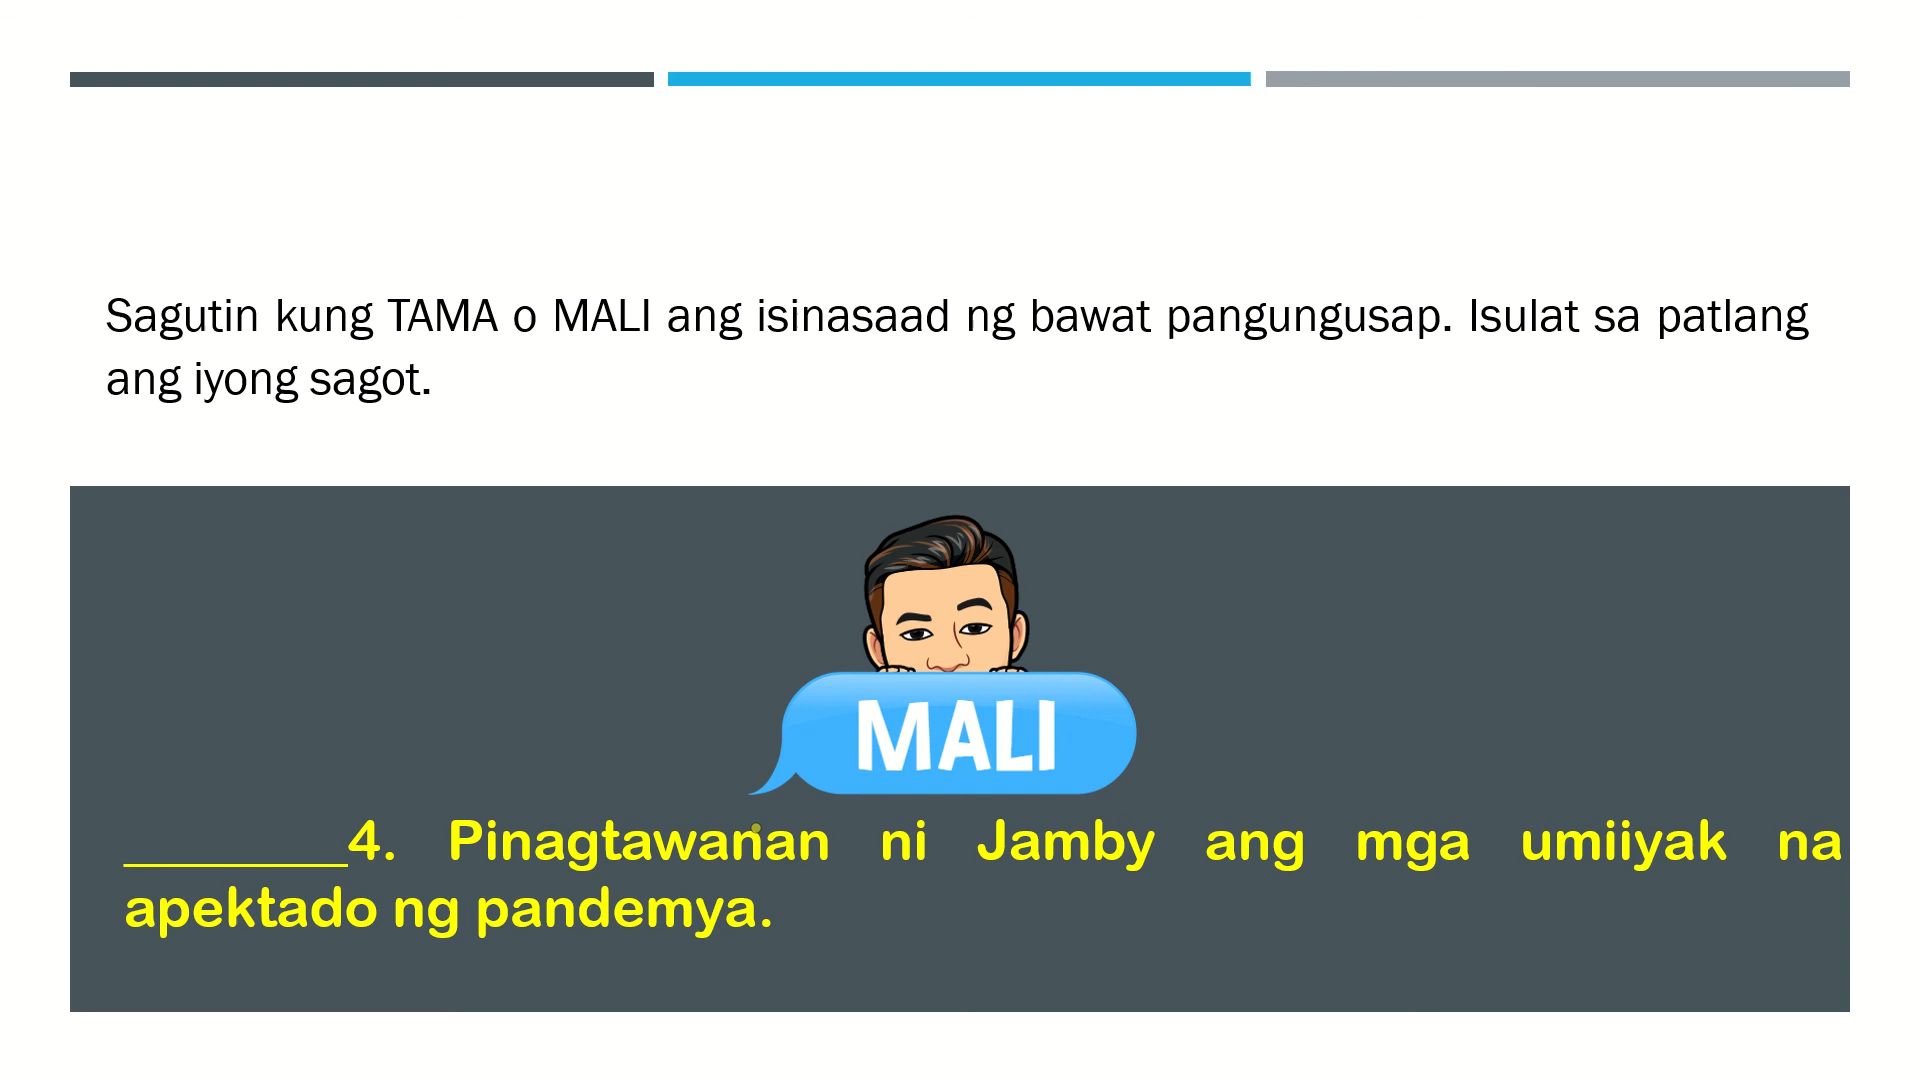 Sagutin kung TAMA o MALI ang isinasaad ng bawat pangungusap. Isulat sa patlang
ang iyong sagot.
MALI
________4. Pinagtawanan ni Jamby ang mga umiiyak na
apektado ng pandemya.